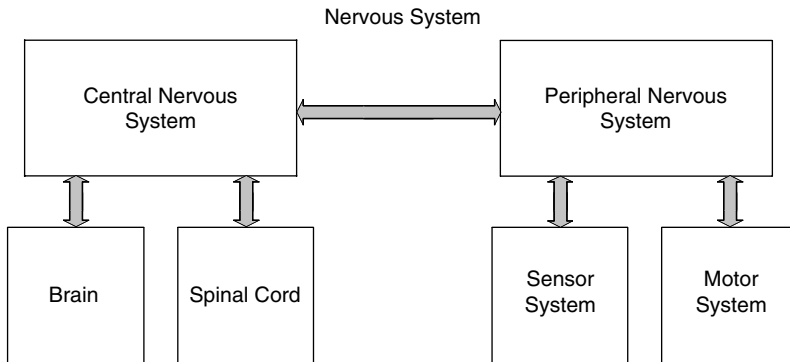 Nervous System
Central Nervous
System
Peripheral Nervous
System
Brain
Spinal Cord
Sensor
System
Motor
System